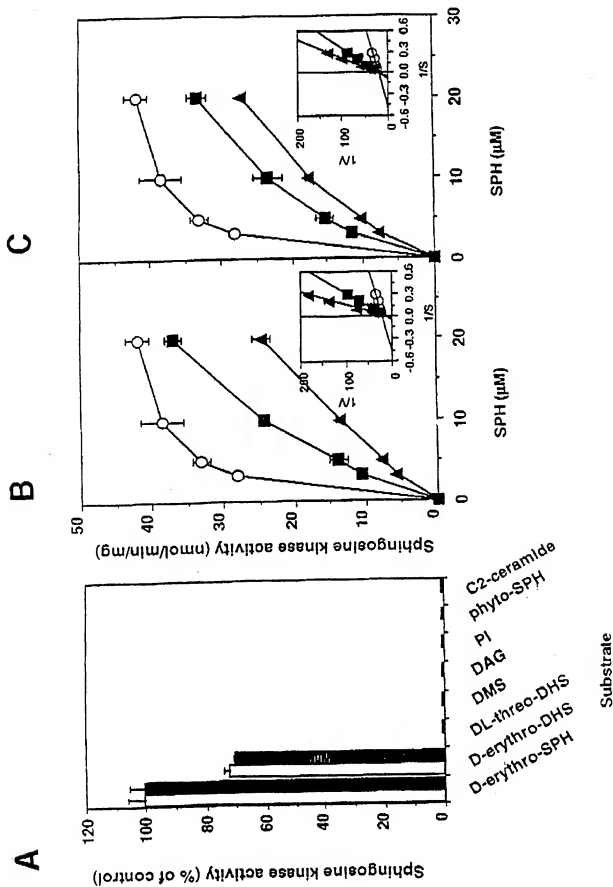 A
Sphingosine kinase activity (% of control)
120
100
80
60
40
20
0
D-erythro-SPH
D-erythro-DHS
DL-threo-DHS
DMS
DAG
PI
phyto-SPH
C2-ceramide
Substrate
B
Sphingosine kinase activity (nmol/min/mg)
50
40
30
20
10
0
0
10
20
SPH (µM)
1/V
200
100
0
-0.6
-0.3
0.0
0.3
0.6
1/S
C
0
10
20
30
SPH (µM)
1/V
200
100
0
-0.6
-0.3
0.0
0.3
0.6
1/S